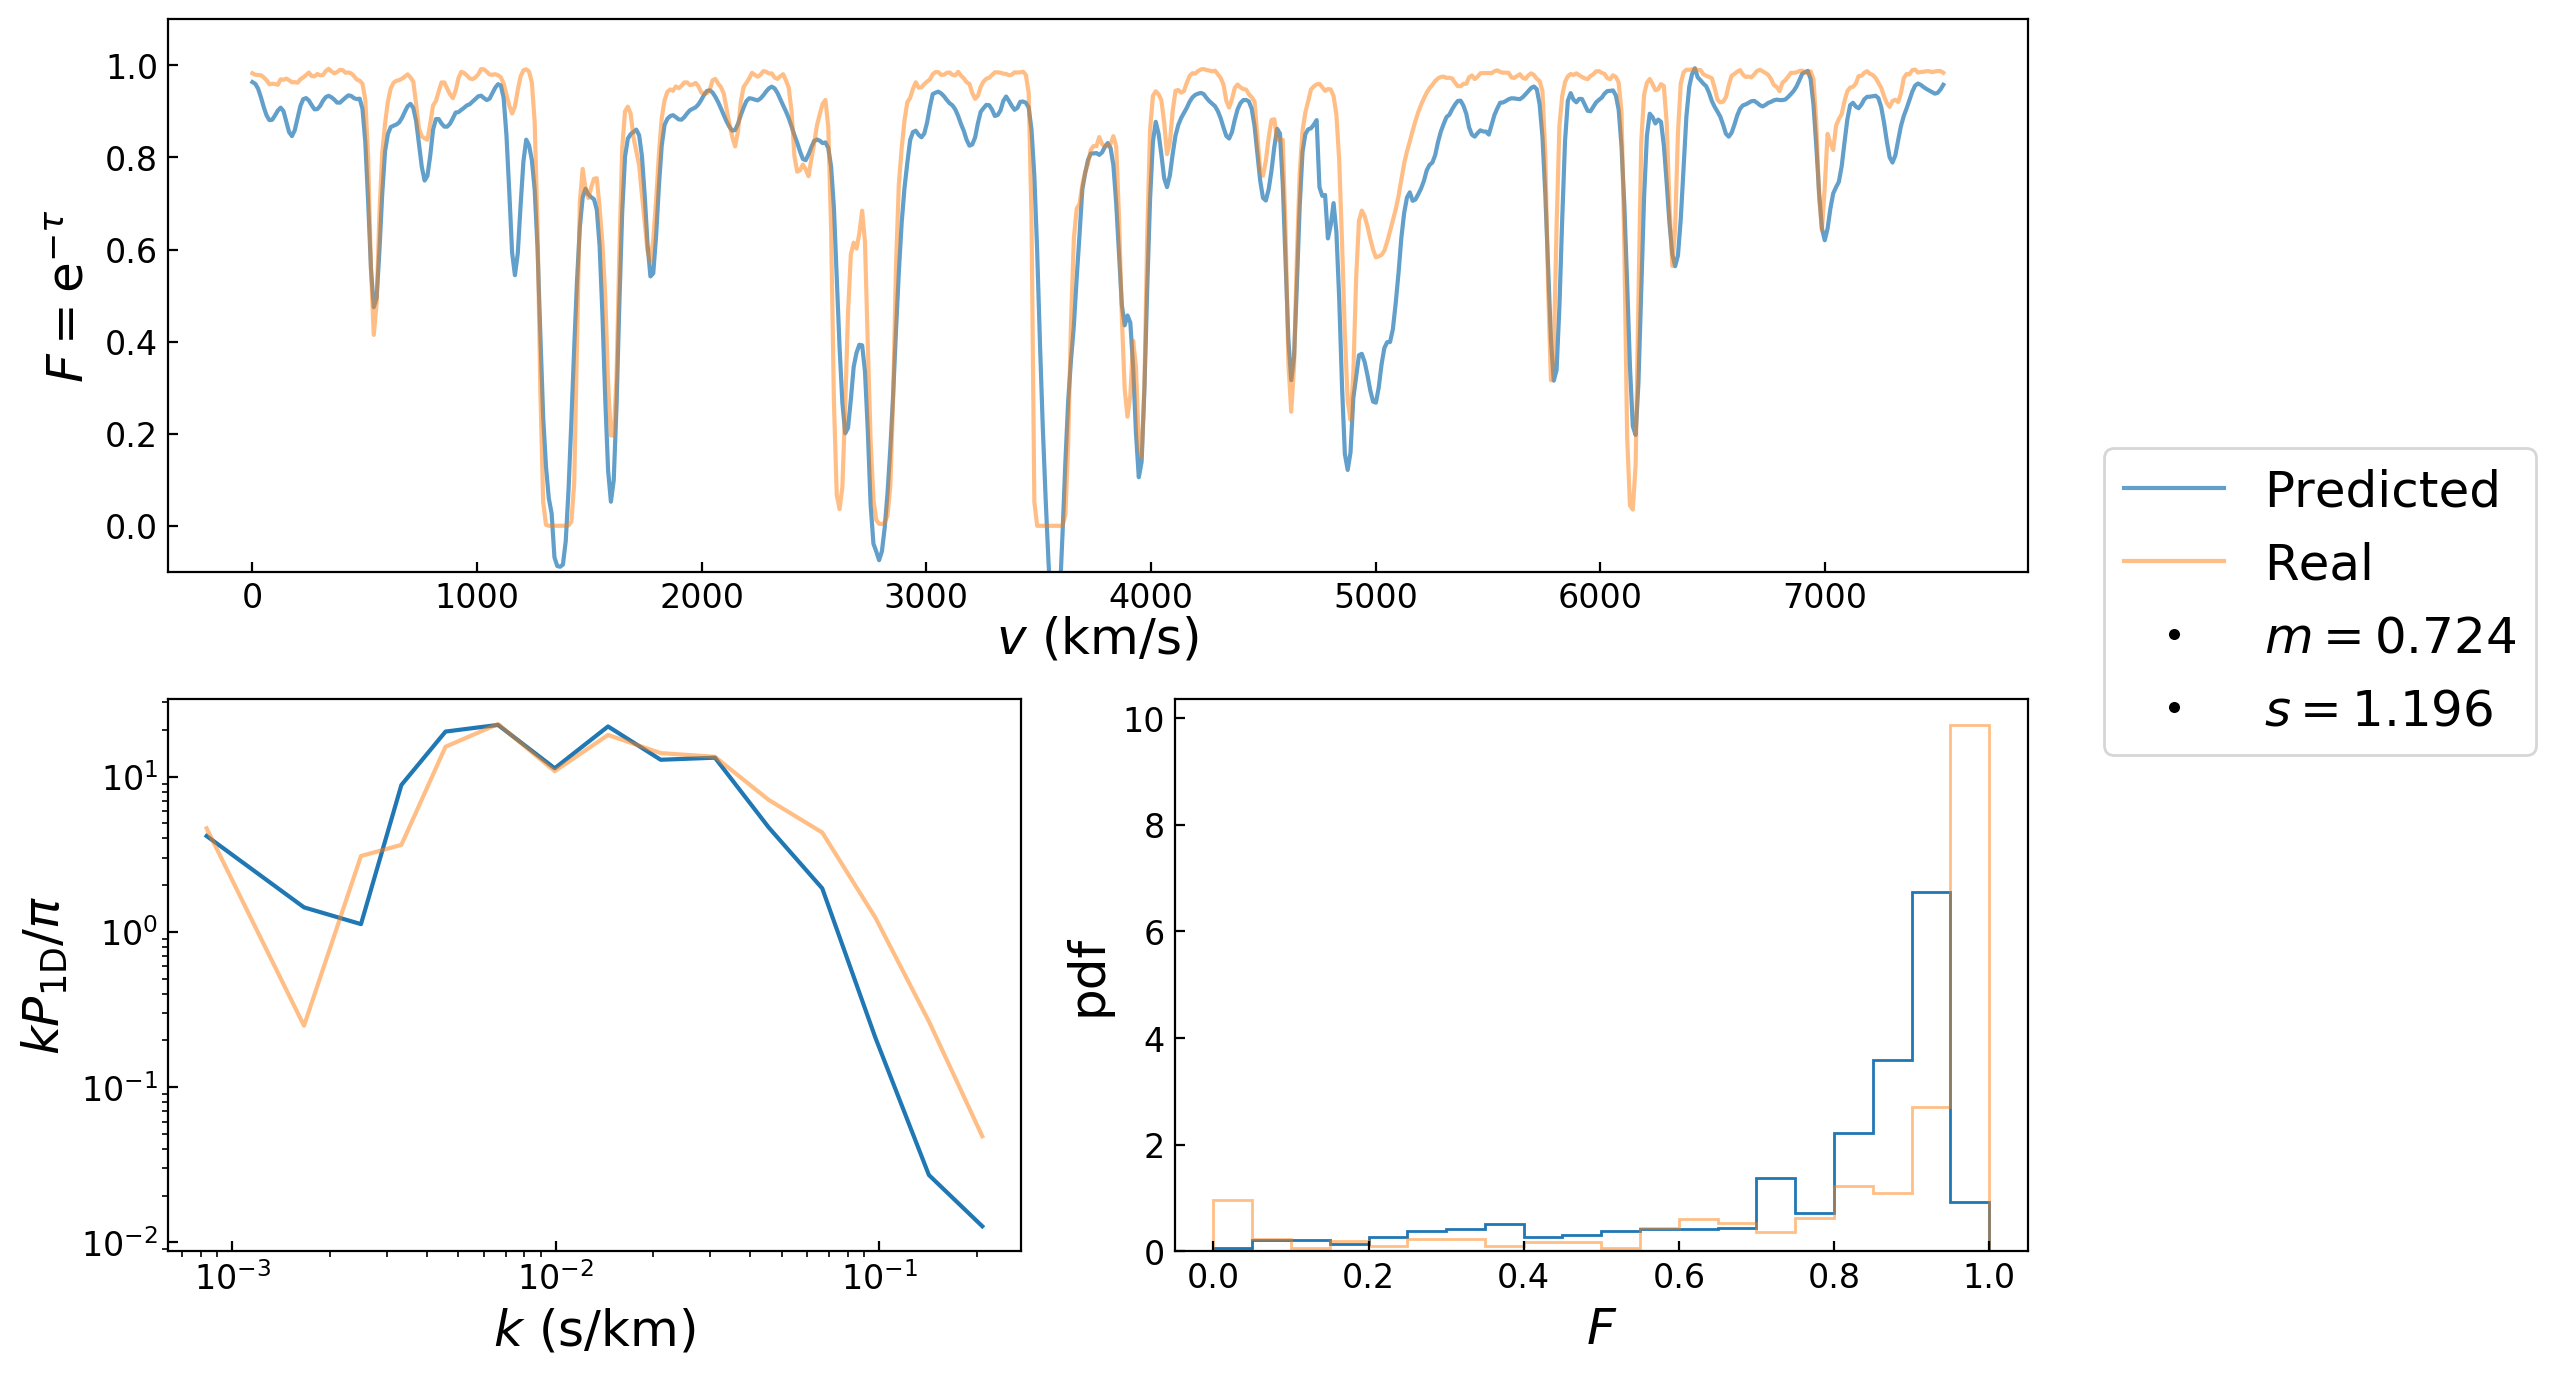 F = e^{−τ}
1.0
0.8
0.6
0.4
0.2
0.0
0 1000 2000 3000 4000 5000 6000 7000
v (km/s)
Predicted
Real
m = 0.724
s = 1.196
kP_{1D}/π
10^1
10^0
10^{−1}
10^{−2}
10^{−3} 10^{−2} 10^{−1}
k (s/km)
pdf
10
8
6
4
2
0
0.0 0.2 0.4 0.6 0.8 1.0
F